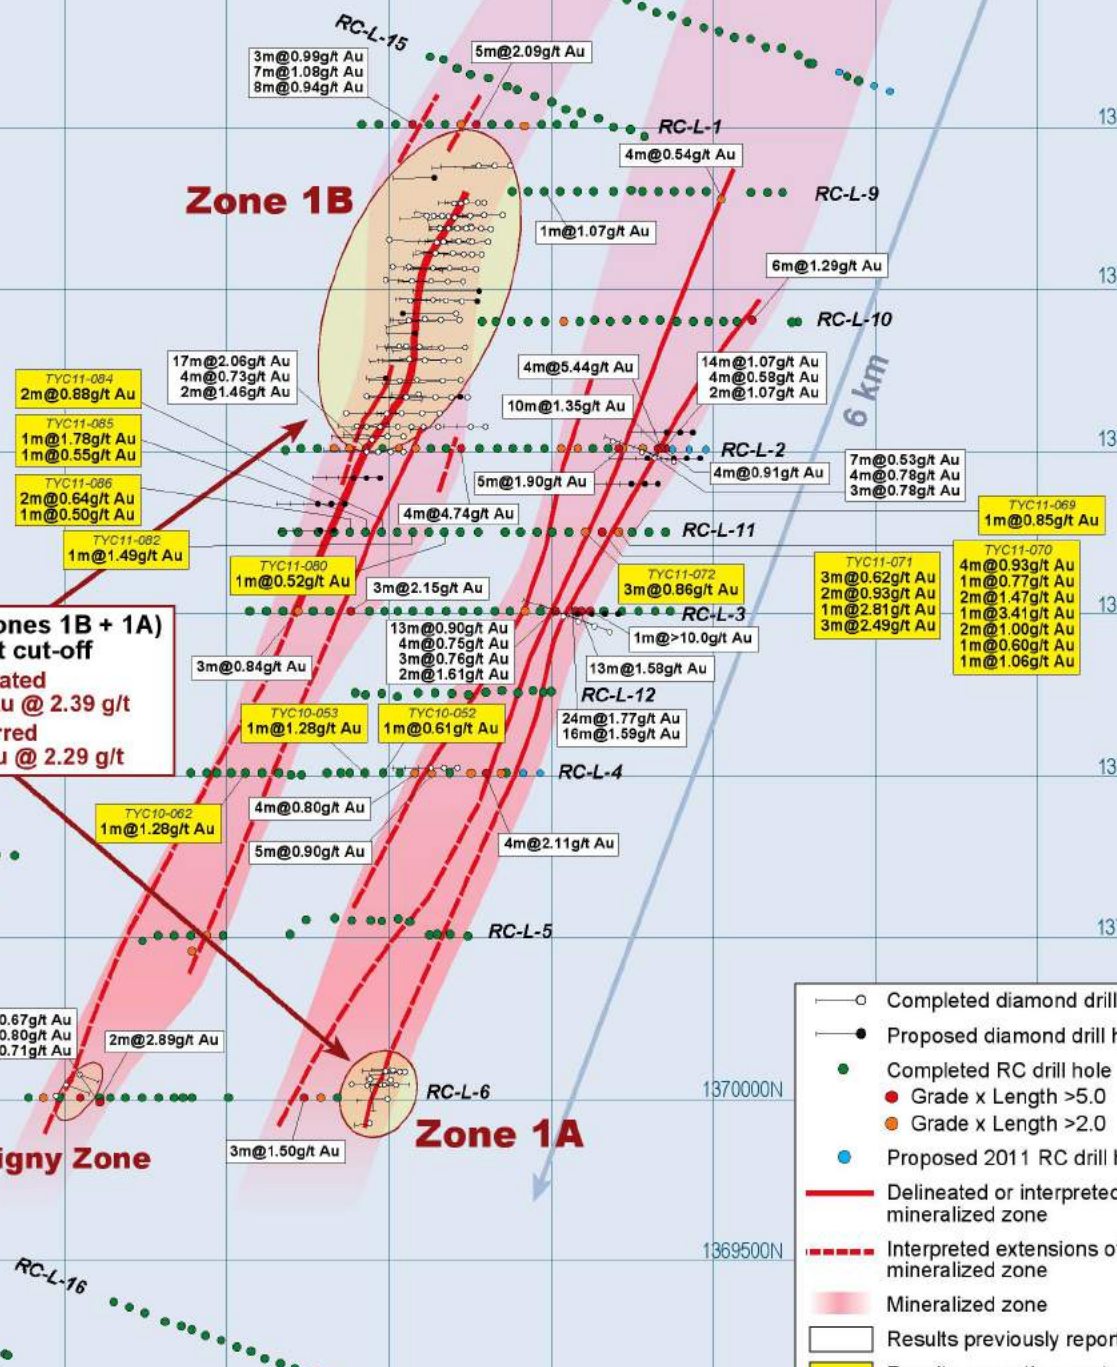 RC-L-15
3m@0.99g/t Au
7m@1.08g/t Au
8m@0.94g/t Au
5m@2.09g/t Au
RC-L-1
13
4m@0.54g/t Au
Zone 1B
RC-L-9
1m@1.07g/t Au
6m@1.29g/t Au
13
RC-L-10
17m@2.06g/t Au
4m@0.73g/t Au
2m@1.46g/t Au
4m@5.44g/t Au
14m@1.07g/t Au
4m@0.58g/t Au
2m@1.07g/t Au
6 km
TYC11-084
2m@0.88g/t Au
10m@1.35g/t Au
TYC11-085
1m@1.78g/t Au
1m@0.55g/t Au
RC-L-2
13
4m@0.91g/t Au
7m@0.53g/t Au
4m@0.78g/t Au
3m@0.78g/t Au
TYC11-086
2m@0.64g/t Au
1m@0.50g/t Au
5m@1.90g/t Au
4m@4.74g/t Au
TYC11-069
1m@0.85g/t Au
RC-L-11
TYC11-082
1m@1.49g/t Au
TYC11-080
1m@0.52g/t Au
TYC11-072
3m@0.86g/t Au
TYC11-071
3m@0.62g/t Au
2m@0.93g/t Au
1m@2.81g/t Au
3m@2.49g/t Au
TYC11-070
4m@0.93g/t Au
1m@0.77g/t Au
2m@1.47g/t Au
1m@3.41g/t Au
2m@1.00g/t Au
1m@0.60g/t Au
1m@1.06g/t Au
3m@2.15g/t Au
RC-L-3
13
ones 1B + 1A)
t cut-off
ated
u @ 2.39 g/t
rred
u @ 2.29 g/t
13m@0.90g/t Au
4m@0.75g/t Au
3m@0.76g/t Au
2m@1.61g/t Au
1m@>10.0g/t Au
3m@0.84g/t Au
13m@1.58g/t Au
RC-L-12
TYC10-053
1m@1.28g/t Au
TYC10-052
1m@0.61g/t Au
24m@1.77g/t Au
16m@1.59g/t Au
RC-L-4
13
4m@0.80g/t Au
TYC10-062
1m@1.28g/t Au
5m@0.90g/t Au
4m@2.11g/t Au
RC-L-5
13
0.67g/t Au
0.80g/t Au
0.71g/t Au
2m@2.89g/t Au
RC-L-6
1370000N
Zone 1A
igny Zone
3m@1.50g/t Au
1369500N
RC-L-16
Completed diamond drill
Proposed diamond drill h
Completed RC drill hole
Grade x Length >5.0
Grade x Length >2.0
Proposed 2011 RC drill h
Delineated or interpreted
mineralized zone
Interpreted extensions o
mineralized zone
Mineralized zone
Results previously report